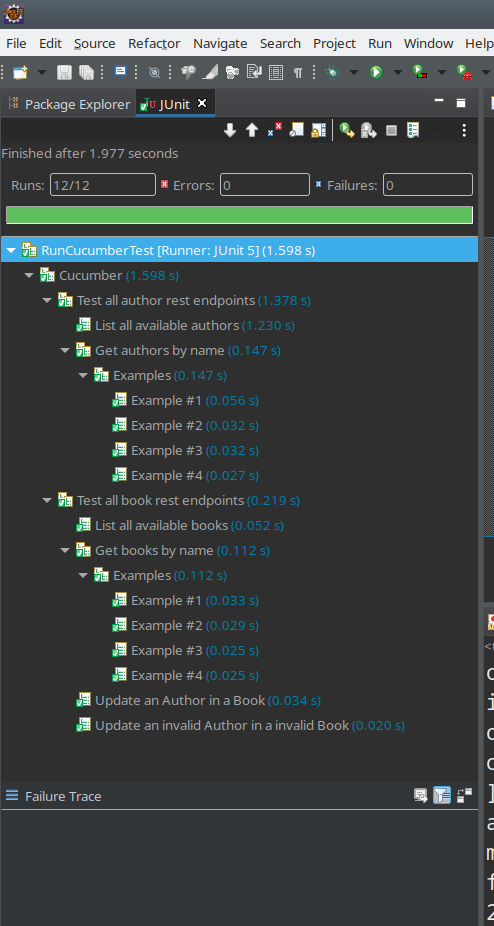 File Edit Source Refactor Navigate Search Project Run Window Help
Package Explorer JUnit
Finished after 1.977 seconds
Runs: 12/12 Errors: 0 Failures: 0
RunCucumberTest [Runner: JUnit 5] (1.598 s)
Cucumber (1.598 s)
Test all author rest endpoints (1.378 s)
List all available authors (1.230 s)
Get authors by name (0.147 s)
Examples (0.147 s)
Example #1 (0.056 s)
Example #2 (0.032 s)
Example #3 (0.032 s)
Example #4 (0.027 s)
Test all book rest endpoints (0.219 s)
List all available books (0.052 s)
Get books by name (0.112 s)
Examples (0.112 s)
Example #1 (0.033 s)
Example #2 (0.029 s)
Example #3 (0.025 s)
Example #4 (0.025 s)
Update an Author in a Book (0.034 s)
Update an invalid Author in a invalid Book (0.020 s)
Failure Trace